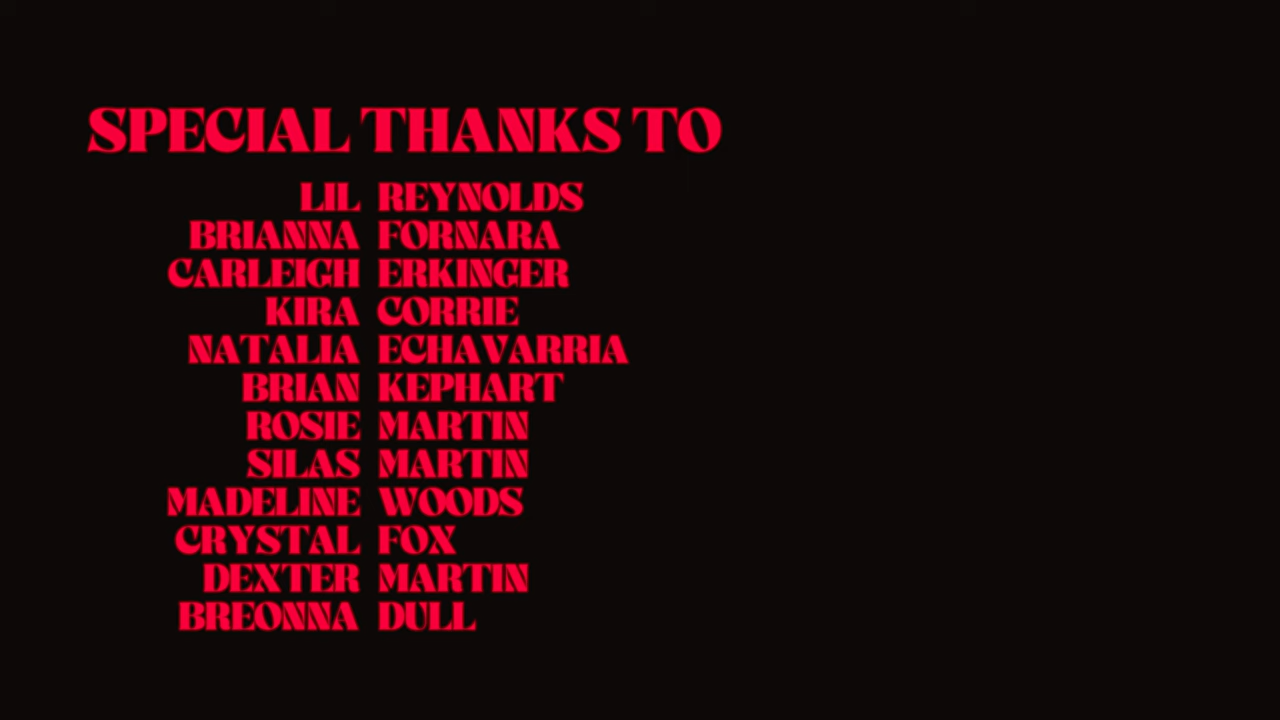 SPECIAL THANKS TO
LIL REYNOLDS
BRIANNA FORNARA
CARLEIGH ERKINGER
KIRA CORRIE
NATALIA ECHAVARRIA
BRIAN KEPHART
ROSIE MARTIN
SILAS MARTIN
MADELINE WOODS
CRYSTAL FOX
DEXTER MARTIN
BREONNA DULL